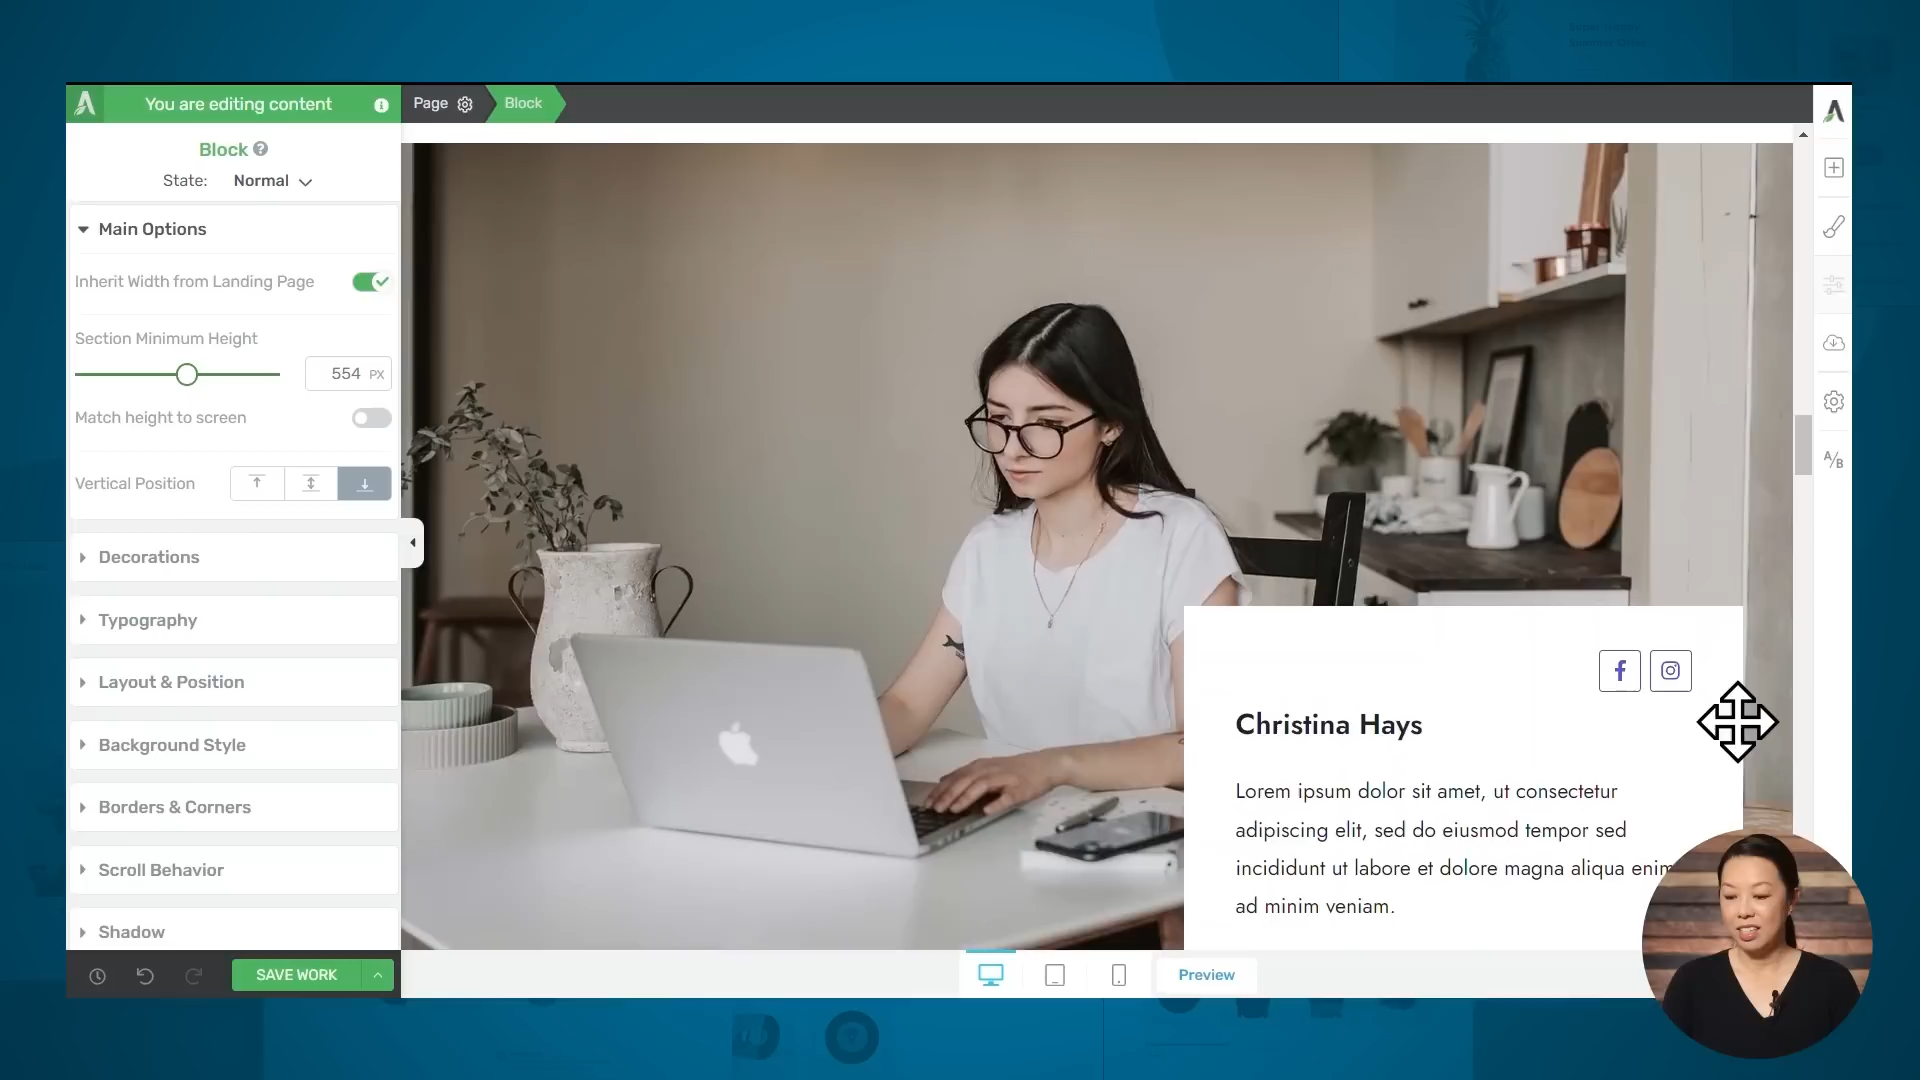 You are editing content
Page
Block
Block
State: Normal
Main Options
Inherit Width from Landing Page
Section Minimum Height
554 PX
Match height to screen
Vertical Position
Decorations
Typography
Layout & Position
Background Style
Borders & Corners
Scroll Behavior
Shadow
SAVE WORK
Christina Hays
Lorem ipsum dolor sit amet, ut consectetur
adipiscing elit, sed do eiusmod tempor sed
incididunt ut labore et dolore magna aliqua enim
ad minim veniam.
Preview
A/B